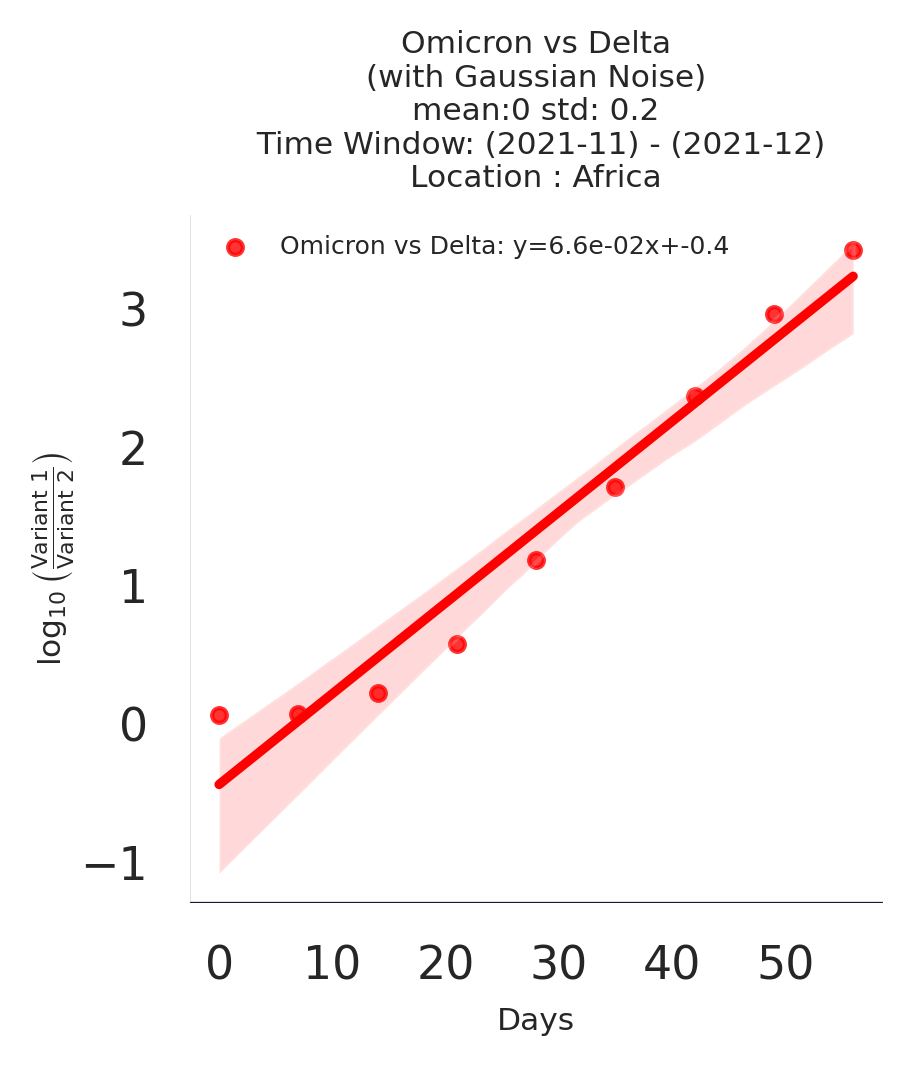 Omicron vs Delta
(with Gaussian Noise)
mean:0 std: 0.2
Time Window: (2021-11) - (2021-12)
Location : Africa
Omicron vs Delta: y=6.6e-02x+-0.4
3
2
1
0
−1
log10 (Variant 1 / Variant 2)
0 10 20 30 40 50
Days